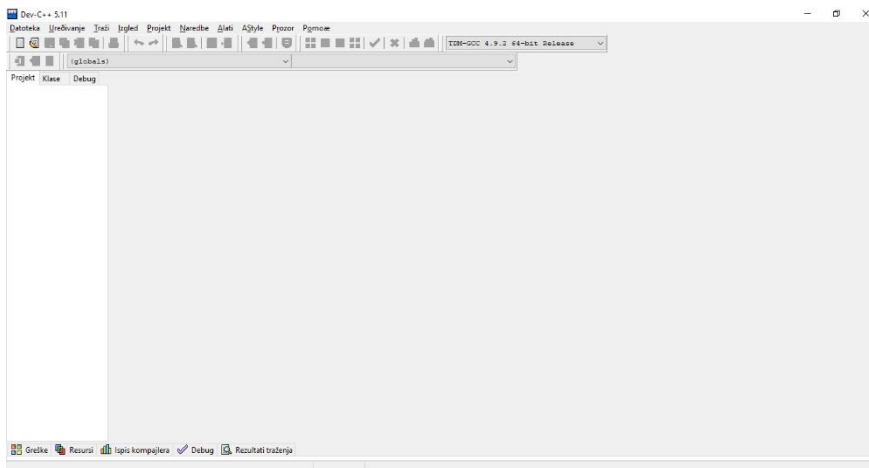 Dev-C++ 5.11
Datoteka Uređivanje Traži Izgled Projekt Naredbe Alati AStyle Prozor Pomoæ
TDM-GCC 4.9.2 64-bit Release
(globals)
Projekt Klase Debug
Greške Resursi Ispis kompajlera Debug Rezultati traženja